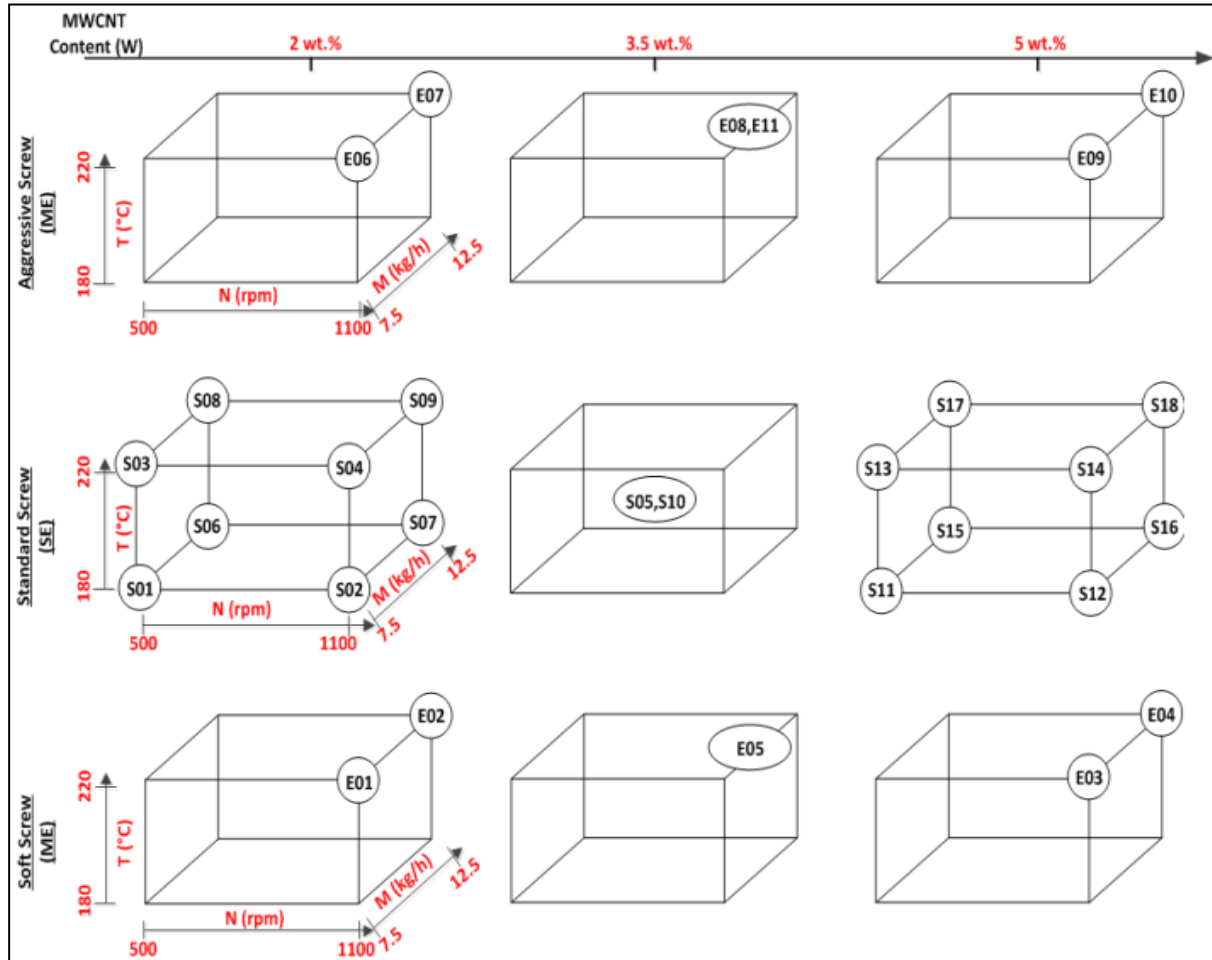 MWCNT
Content (W)
2 wt.%
3.5 wt.%
5 wt.%
Aggressive Screw
(ME)
220
T (°C)
180
E07
E06
N (rpm)
500
1100
M (kg/h)
7.5
12.5
E08,E11
E10
E09
Standard Screw
(SE)
220
T (°C)
180
S08
S09
S03
S04
S06
S07
S01
S02
N (rpm)
500
1100
M (kg/h)
7.5
12.5
S05,S10
S17
S18
S13
S14
S15
S16
S11
S12
Soft Screw
(ME)
220
T (°C)
180
E02
E01
N (rpm)
500
1100
M (kg/h)
7.5
12.5
E05
E04
E03